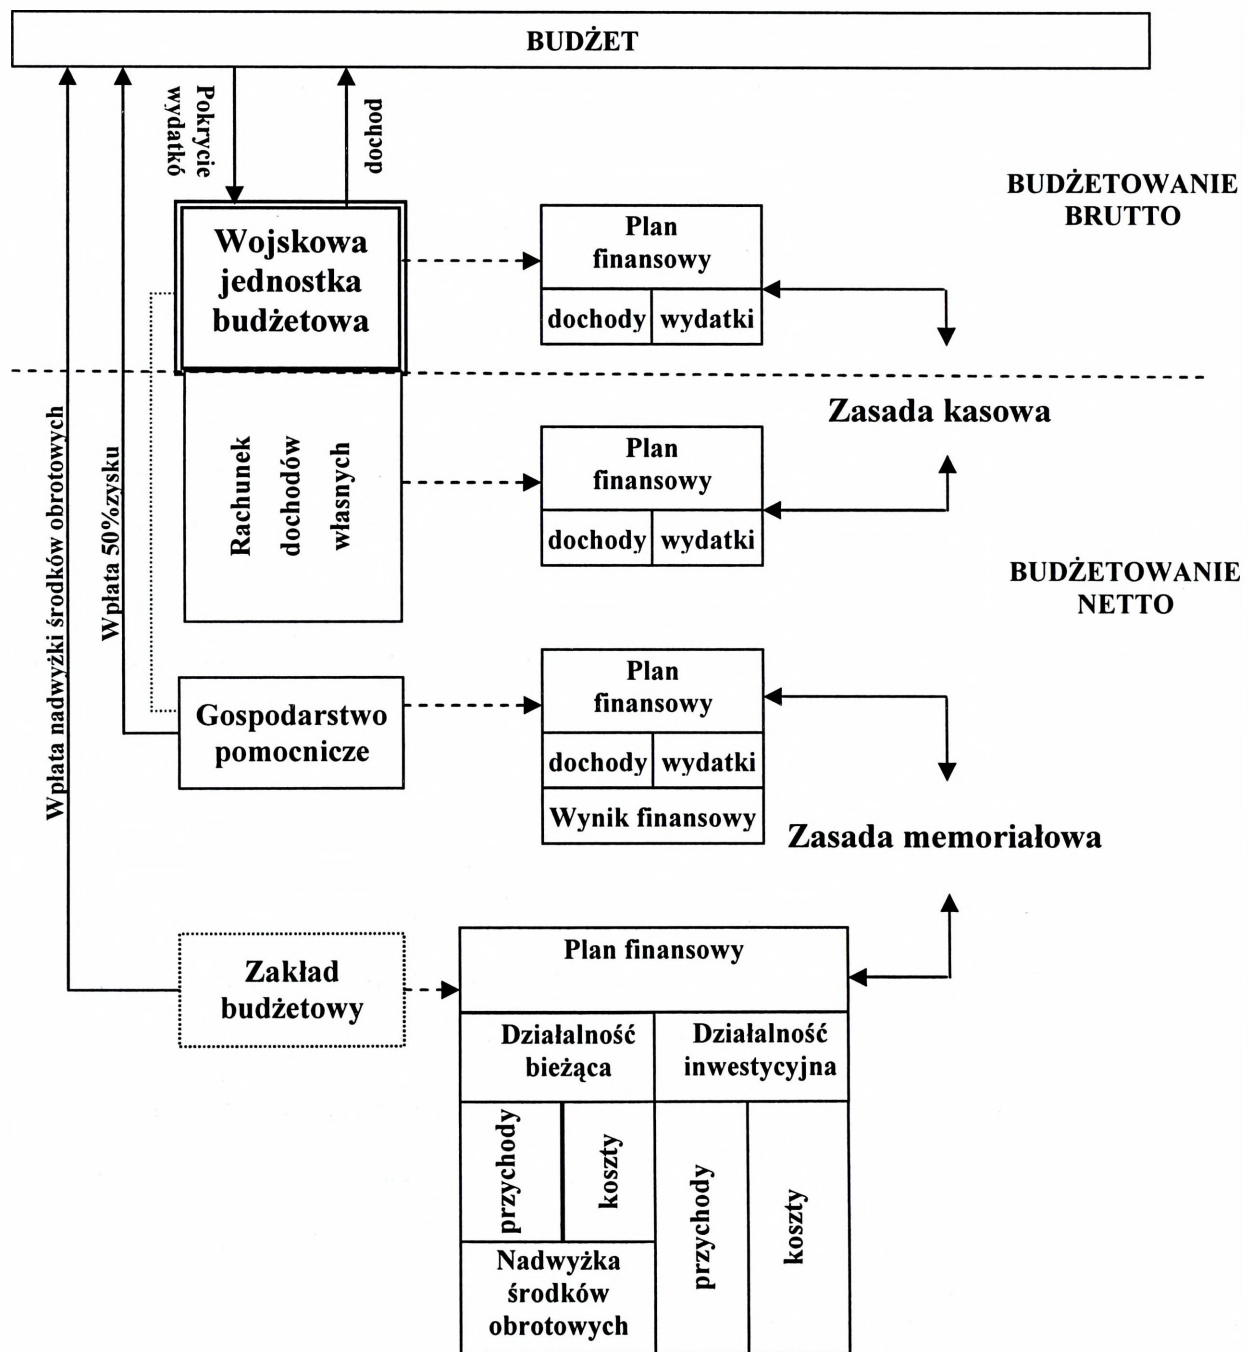 BUDŻET
Pokrycie
wydatkó
dochod
BUDŻETOWANIE
BRUTTO
Wojskowa
jednostka
budżetowa
Plan
finansowy
dochody wydatki
Zasada kasowa
Rachunek
dochodów
własnych
Plan
finansowy
dochody wydatki
BUDŻETOWANIE
NETTO
Wpłata nadwyżki środków obrotowych
Wpłata 50%zysku
Gospodarstwo
pomocnicze
Plan
finansowy
dochody wydatki
Wynik finansowy
Zasada memoriałowa
Zakład
budżetowy
Plan finansowy
Działalność
bieżąca
Działalność
inwestycyjna
przychody
koszty
przychody
koszty
Nadwyżka
środków
obrotowych